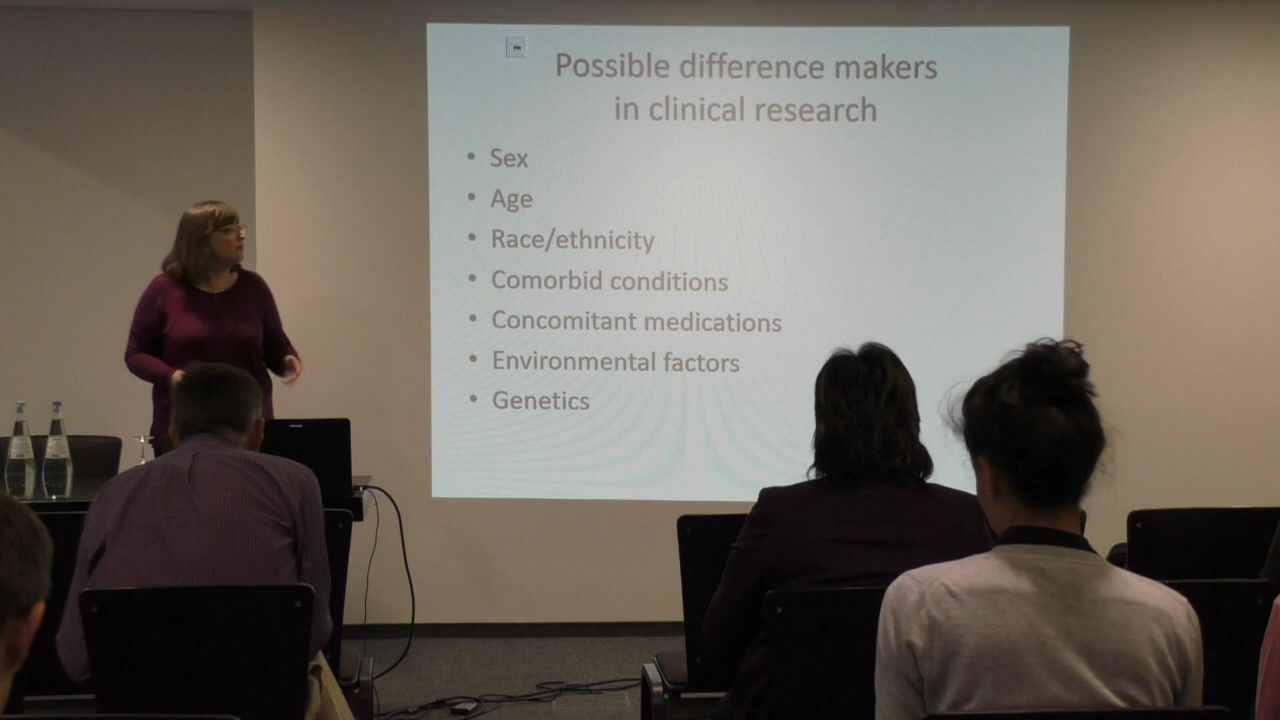 Possible difference makers
in clinical research
• Sex
• Age
• Race/ethnicity
• Comorbid conditions
• Concomitant medications
• Environmental factors
• Genetics